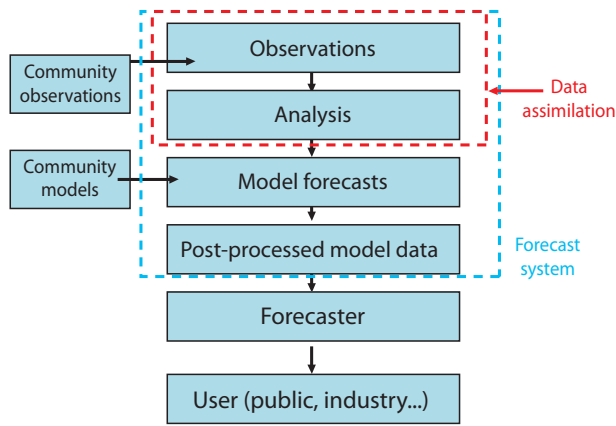 Observations
Community
observations
Data
assimilation
Analysis
Community
models
Model forecasts
Post-processed model data
Forecast
system
Forecaster
User (public, industry...)